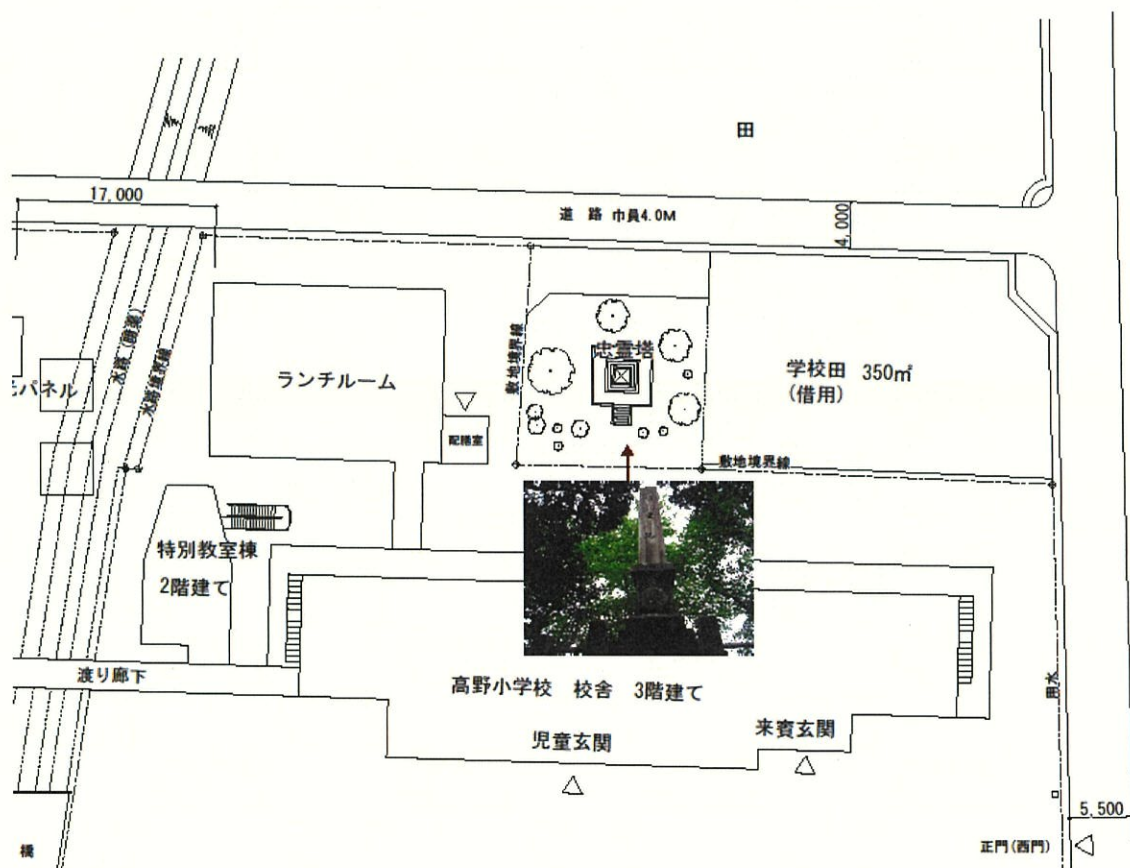 田
17,000
道 路 巾員4.0M
4,000
水路(暗渠)
水路境界線
敷地境界線
忠霊塔
学校田 350㎡
(借用)
ランチルーム
パネル
配膳室
敷地境界線
特別教室棟
2階建て
渡り廊下
高野小学校 校舎 3階建て
用水
来賓玄関
児童玄関
5,500
橋
正門(西門)